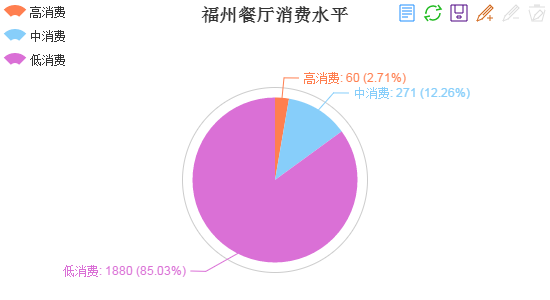 福州餐厅消费水平
高消费
中消费
低消费
高消费: 60 (2.71%)
中消费: 271 (12.26%)
低消费: 1880 (85.03%)